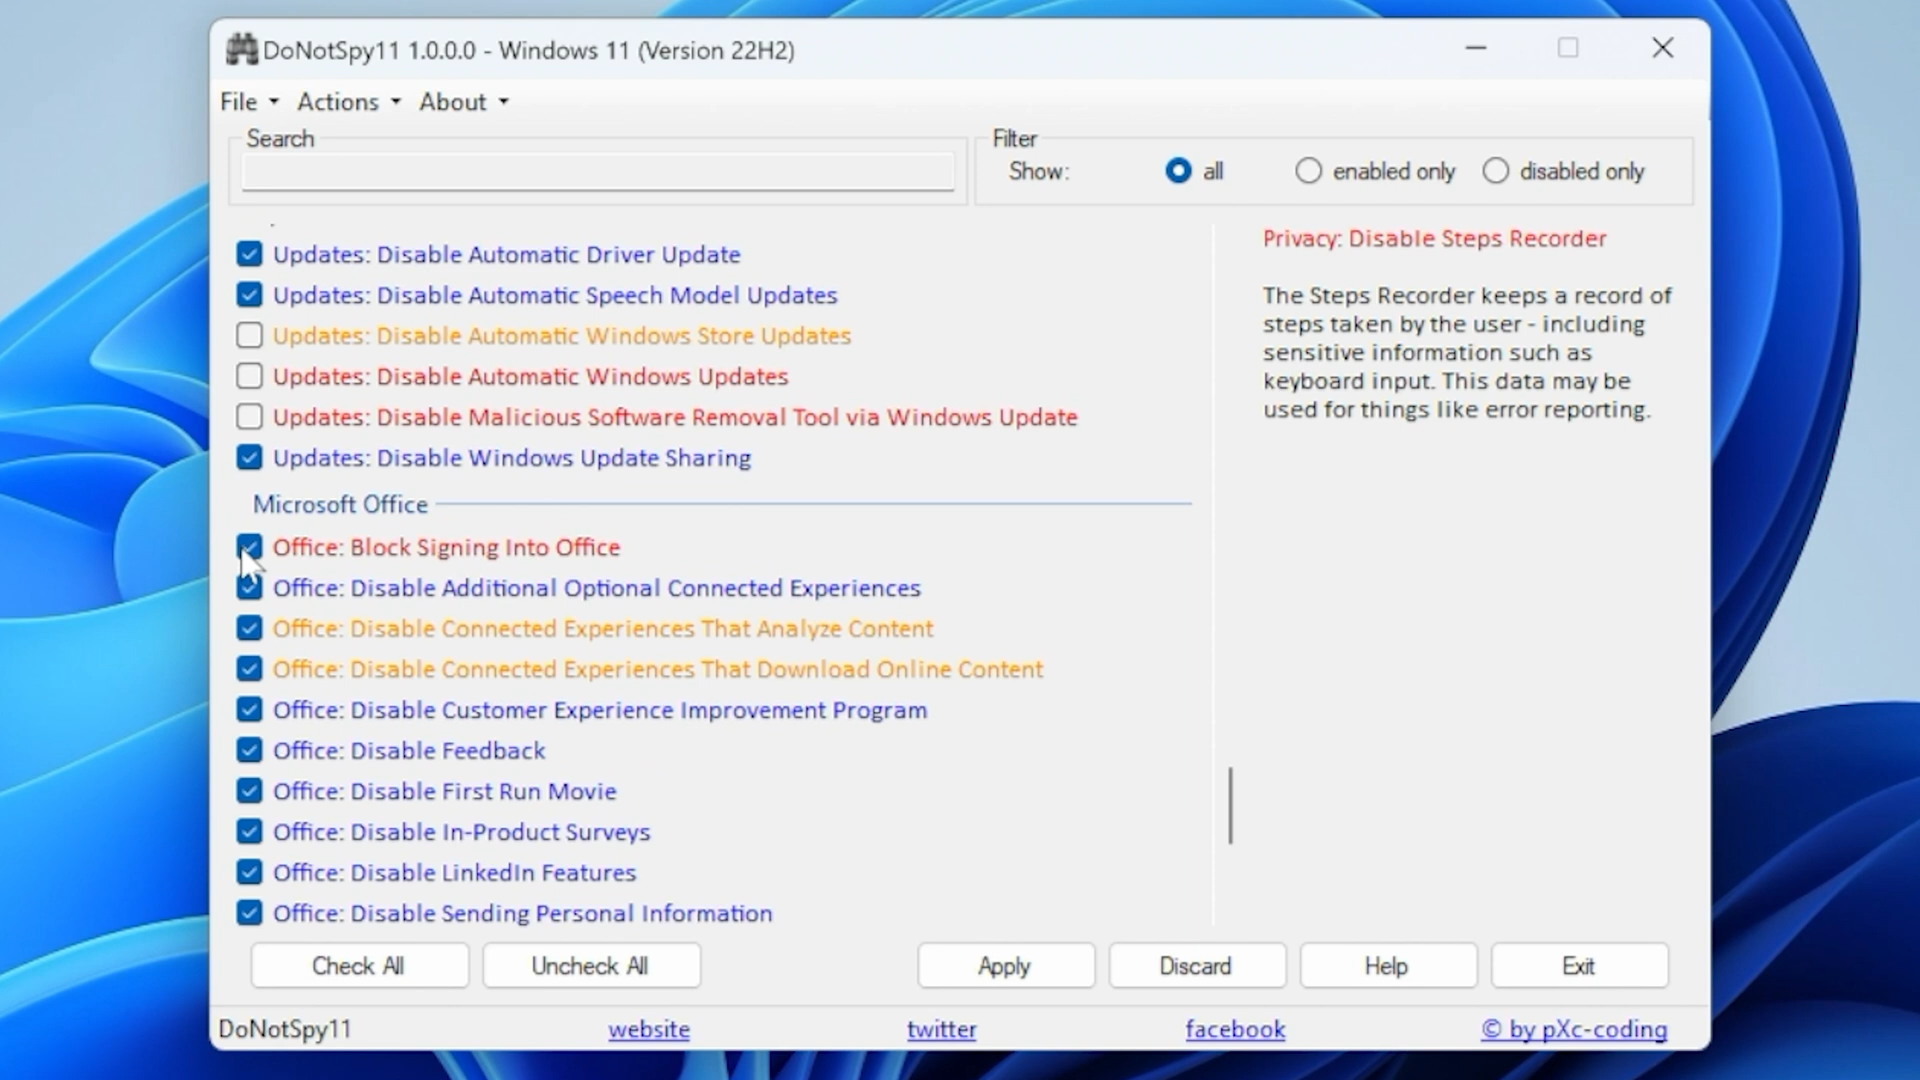 DoNotSpy11 1.0.0.0 - Windows 11 (Version 22H2)
File Actions About
Search
Filter
Show: all enabled only disabled only
Updates: Disable Automatic Driver Update
Updates: Disable Automatic Speech Model Updates
Updates: Disable Automatic Windows Store Updates
Updates: Disable Automatic Windows Updates
Updates: Disable Malicious Software Removal Tool via Windows Update
Updates: Disable Windows Update Sharing
Microsoft Office
Office: Block Signing Into Office
Office: Disable Additional Optional Connected Experiences
Office: Disable Connected Experiences That Analyze Content
Office: Disable Connected Experiences That Download Online Content
Office: Disable Customer Experience Improvement Program
Office: Disable Feedback
Office: Disable First Run Movie
Office: Disable In-Product Surveys
Office: Disable LinkedIn Features
Office: Disable Sending Personal Information
Privacy: Disable Steps Recorder
The Steps Recorder keeps a record of
steps taken by the user - including
sensitive information such as
keyboard input. This data may be
used for things like error reporting.
Check All Uncheck All Apply Discard Help Exit
DoNotSpy11 website twitter facebook © by pXc-coding